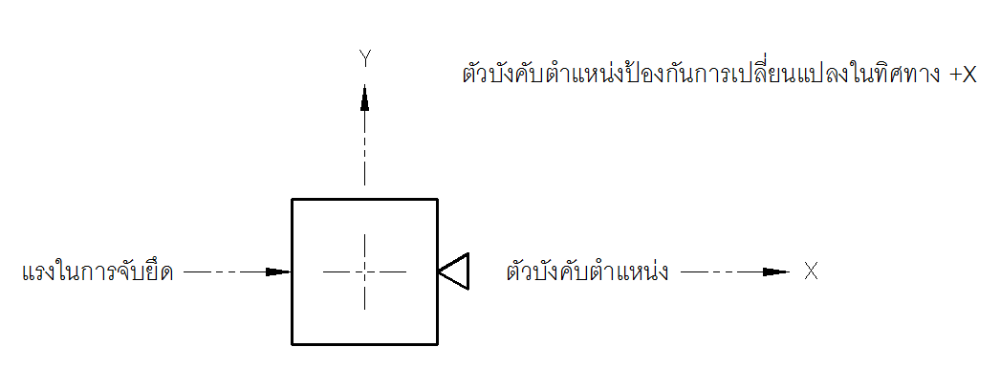 Y
ตัวบังคับตำแหน่งป้องกันการเปลี่ยนแปลงในทิศทาง +X
แรงในการจับยึด
ตัวบังคับตำแหน่ง
X